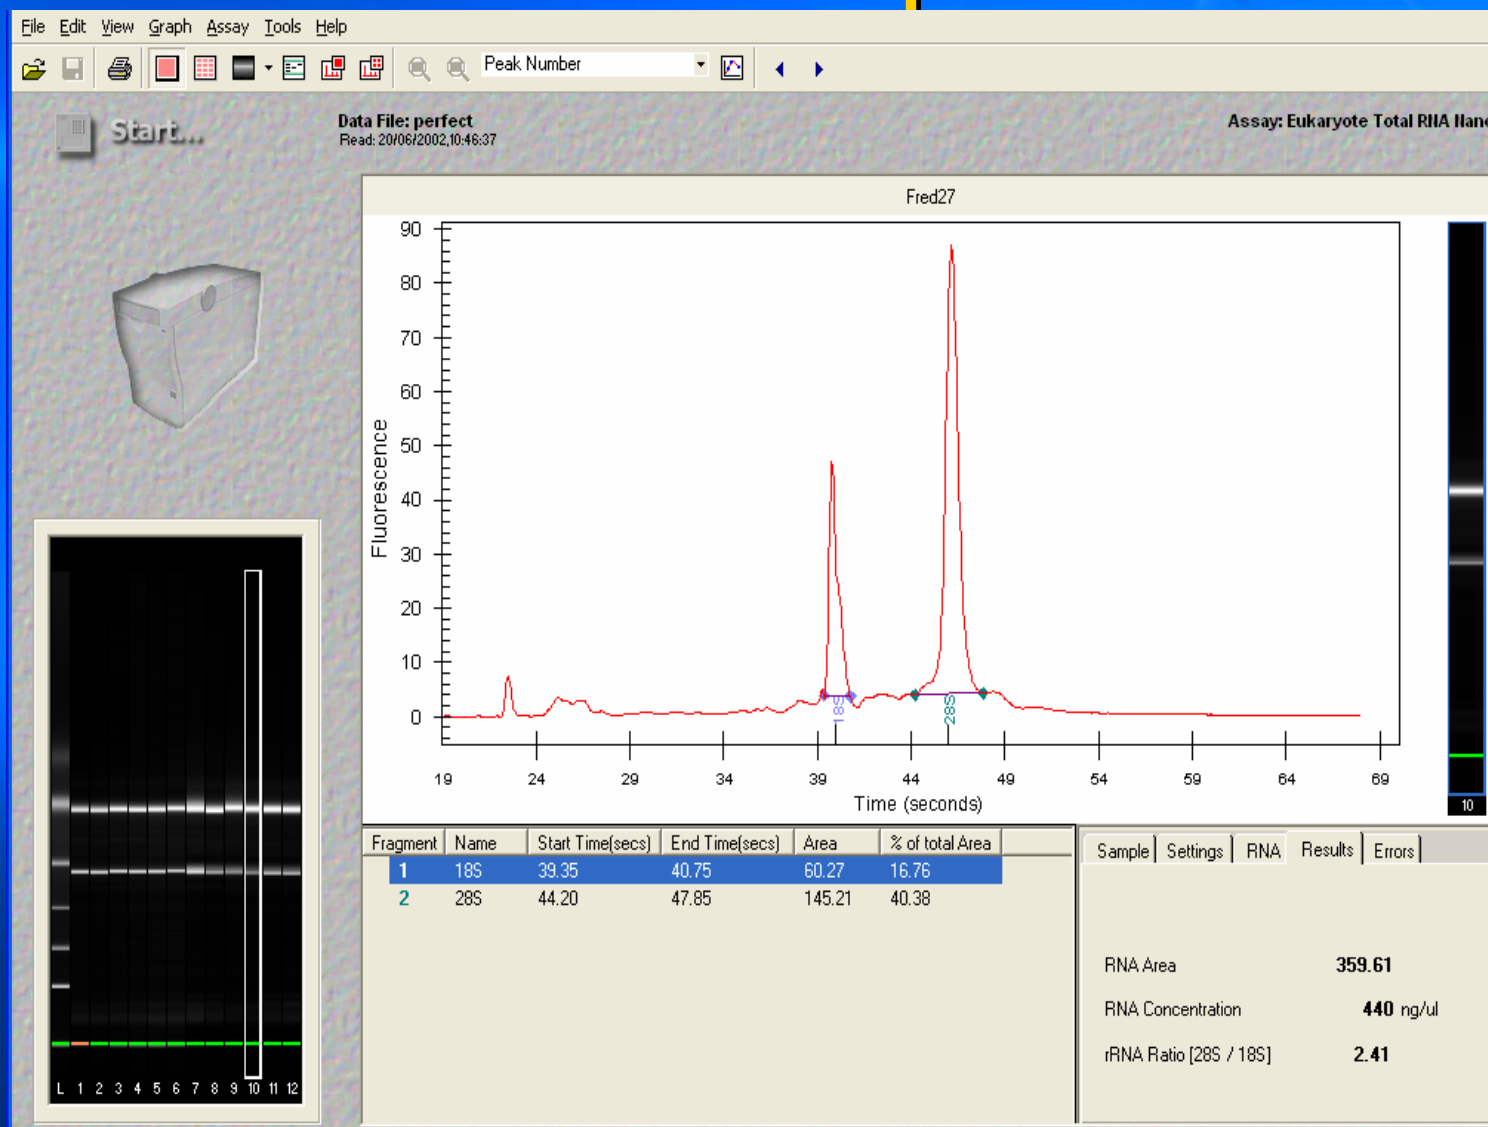 File Edit View Graph Assay Tools Help
Peak Number
Start...
Data File: perfect
Read: 20/06/2002,10:46:37
Assay: Eukaryote Total RNA Nano
Fred27
90
80
70
60
50
40
30
20
10
0
Fluorescence
18S
28S
19 24 29 34 39 44 49 54 59 64 69
Time (seconds)
10
L 1 2 3 4 5 6 7 8 9 10 11 12
Fragment Name Start Time(secs) End Time(secs) Area % of total Area
1 18S 39.35 40.75 60.27 16.76
2 28S 44.20 47.85 145.21 40.38
Sample Settings RNA Results Errors
RNA Area 359.61
RNA Concentration 440 ng/ul
rRNA Ratio [28S / 18S] 2.41